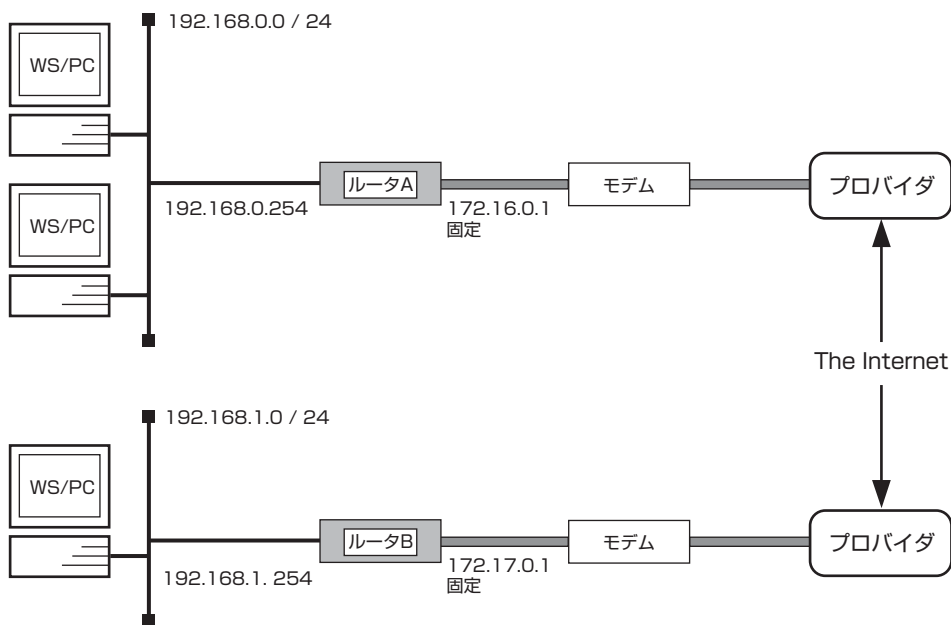 192.168.0.0 / 24
WS/PC
ルータA
モデム
プロバイダ
192.168.0.254
172.16.0.1
固定
WS/PC
The Internet
192.168.1.0 / 24
WS/PC
ルータB
モデム
プロバイダ
192.168.1. 254
172.17.0.1
固定